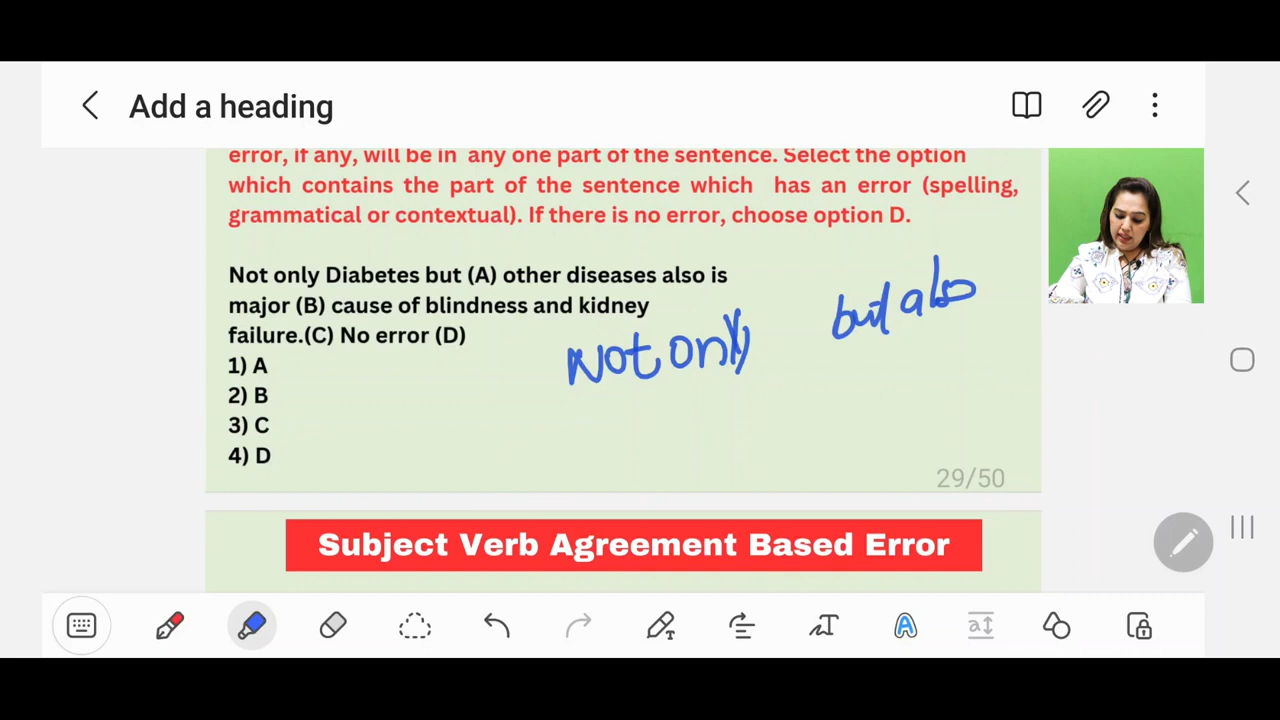 Add a heading
error, if any, will be in any one part of the sentence. Select the option
which contains the part of the sentence which has an error (spelling,
grammatical or contextual). If there is no error, choose option D.
Not only Diabetes but (A) other diseases also is
major (B) cause of blindness and kidney
failure.(C) No error (D)
Not only but also
1) A
2) B
3) C
4) D
29/50
Subject Verb Agreement Based Error